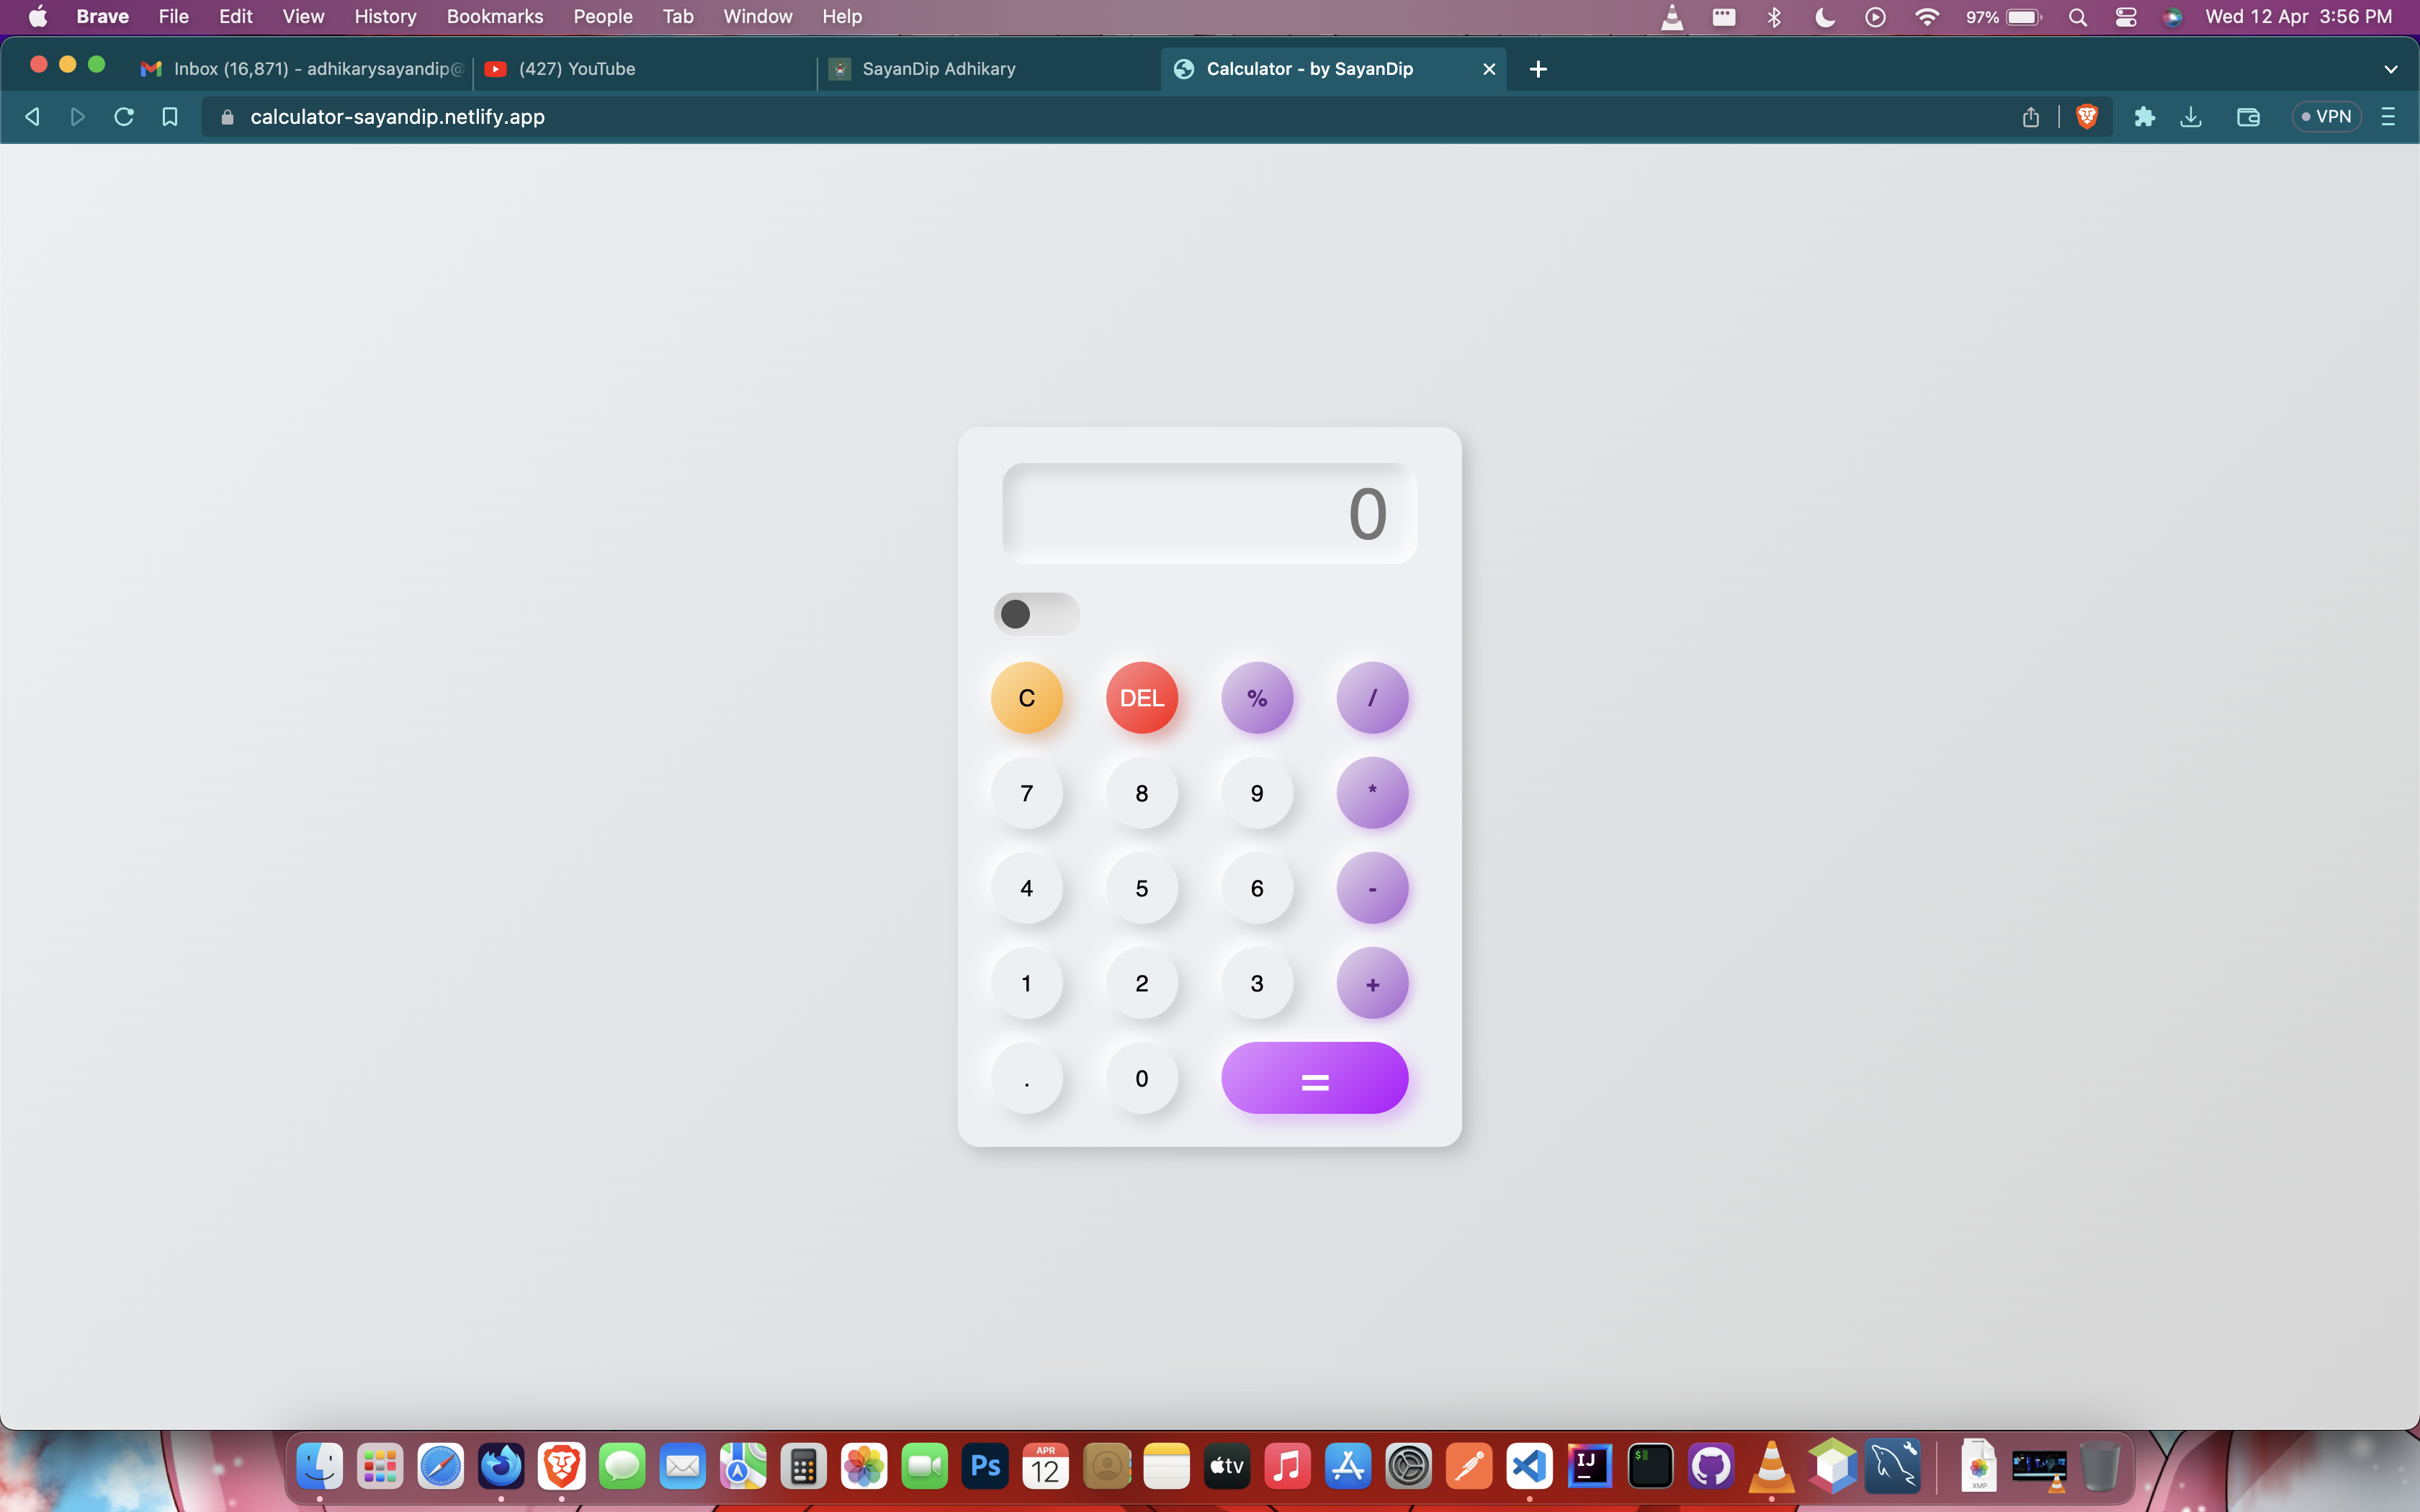 Brave File Edit View History Bookmarks People Tab Window Help 97% Wed 12 Apr 3:56 PM
Inbox (16,871) - adhikarysayandip@ (427) YouTube SayanDip Adhikary Calculator - by SayanDip
calculator-sayandip.netlify.app VPN
0
C DEL % /
7 8 9 *
4 5 6 -
1 2 3 +
. 0 =
Ps APR 12 tv IJ $ XMP